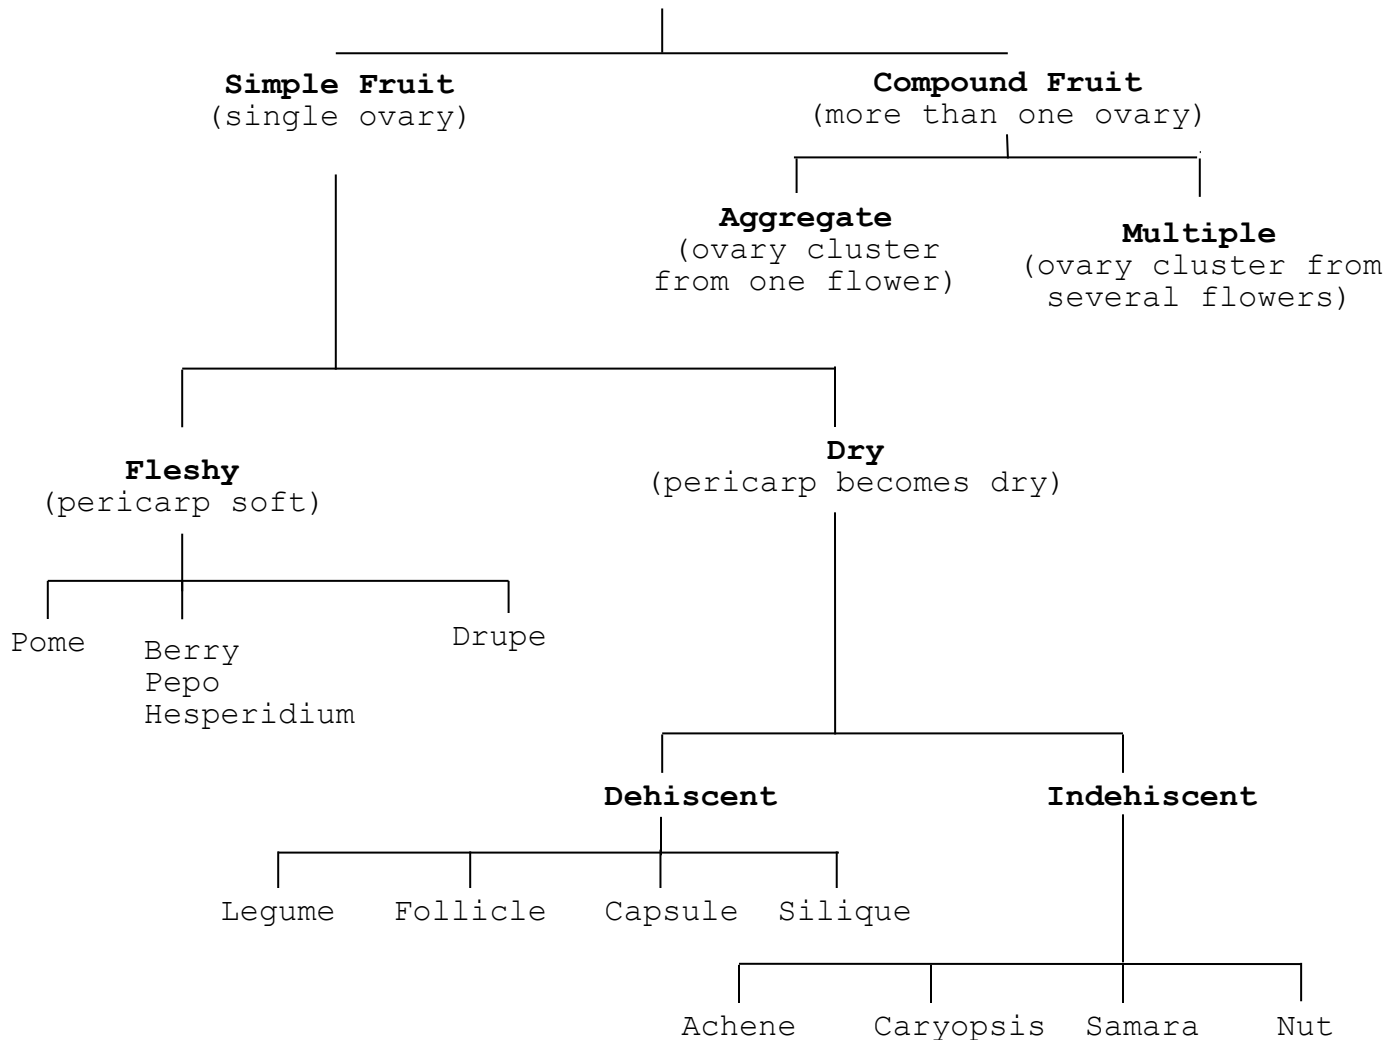 Simple Fruit
(single ovary)
Compound Fruit
(more than one ovary)
Aggregate
(ovary cluster
from one flower)
Multiple
(ovary cluster from
several flowers)
Fleshy
(pericarp soft)
Dry
(pericarp becomes dry)
Pome
Berry
Pepo
Hesperidium
Drupe
Dehiscent
Indehiscent
Legume
Follicle
Capsule
Silique
Achene
Caryopsis
Samara
Nut